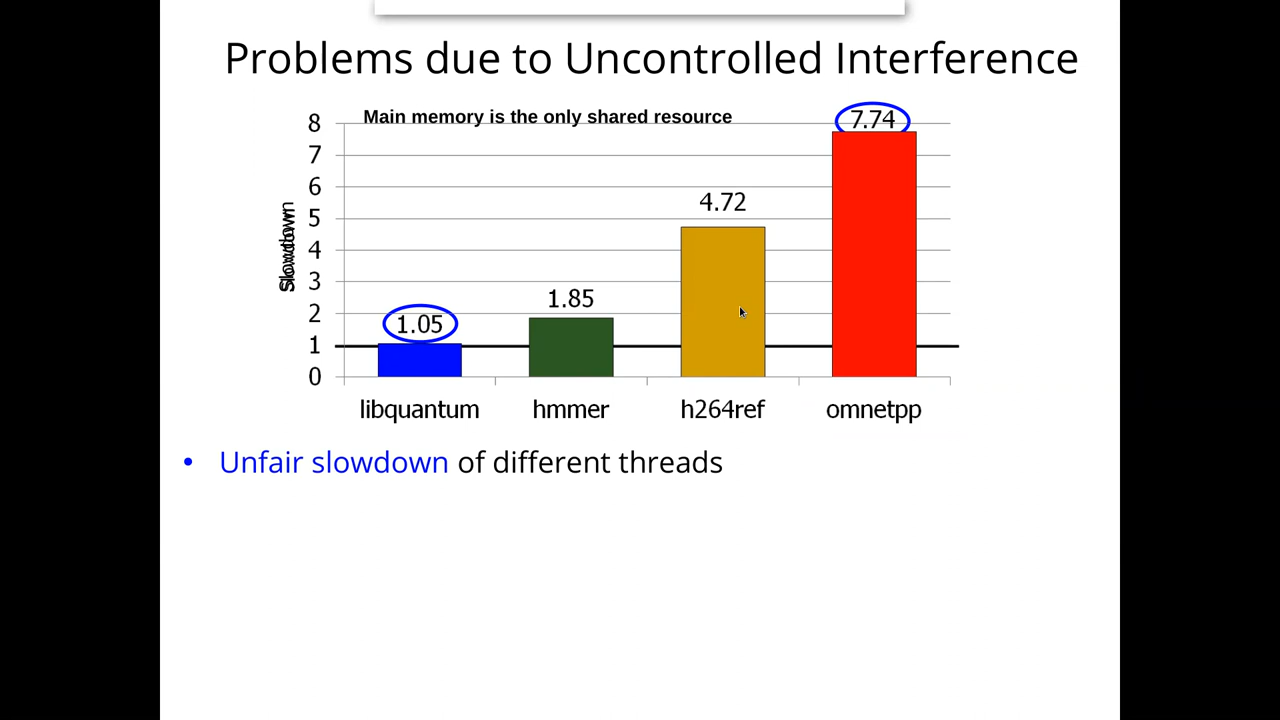 Problems due to Uncontrolled Interference
Main memory is the only shared resource
8
7
6
5
4
3
2
1
0
Slowdown
1.05
1.85
4.72
7.74
libquantum
hmmer
h264ref
omnetpp
• Unfair slowdown of different threads